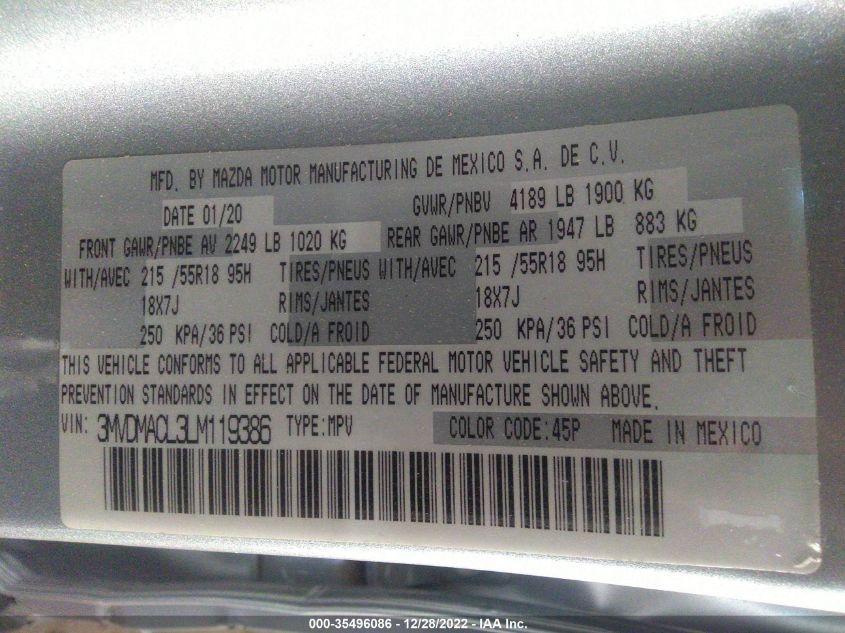 MFD. BY MAZDA MOTOR MANUFACTURING DE MEXICO S.A. DE C.V.
DATE 01/20 GVWR/PNBV 4189 LB 1900 KG
FRONT GAWR/PNBE AV 2249 LB 1020 KG REAR GAWR/PNBE AR 1947 LB 883 KG
WITH/AVEC 215 /55R18 95H TIRES/PNEUS WITH/AVEC 215 /55R18 95H TIRES/PNEUS
18X7J RIMS/JANTES 18X7J RIMS/JANTES
250 KPA/36 PSI COLD/A FROID 250 KPA/36 PSI COLD/A FROID
THIS VEHICLE CONFORMS TO ALL APPLICABLE FEDERAL MOTOR VEHICLE SAFETY AND THEFT
PREVENTION STANDARDS IN EFFECT ON THE DATE OF MANUFACTURE SHOWN ABOVE.
VIN: 3MVDMACL3LM119386 TYPE:MPV COLOR CODE:45P MADE IN MEXICO
000-35496086 - 12/28/2022 - IAA Inc.